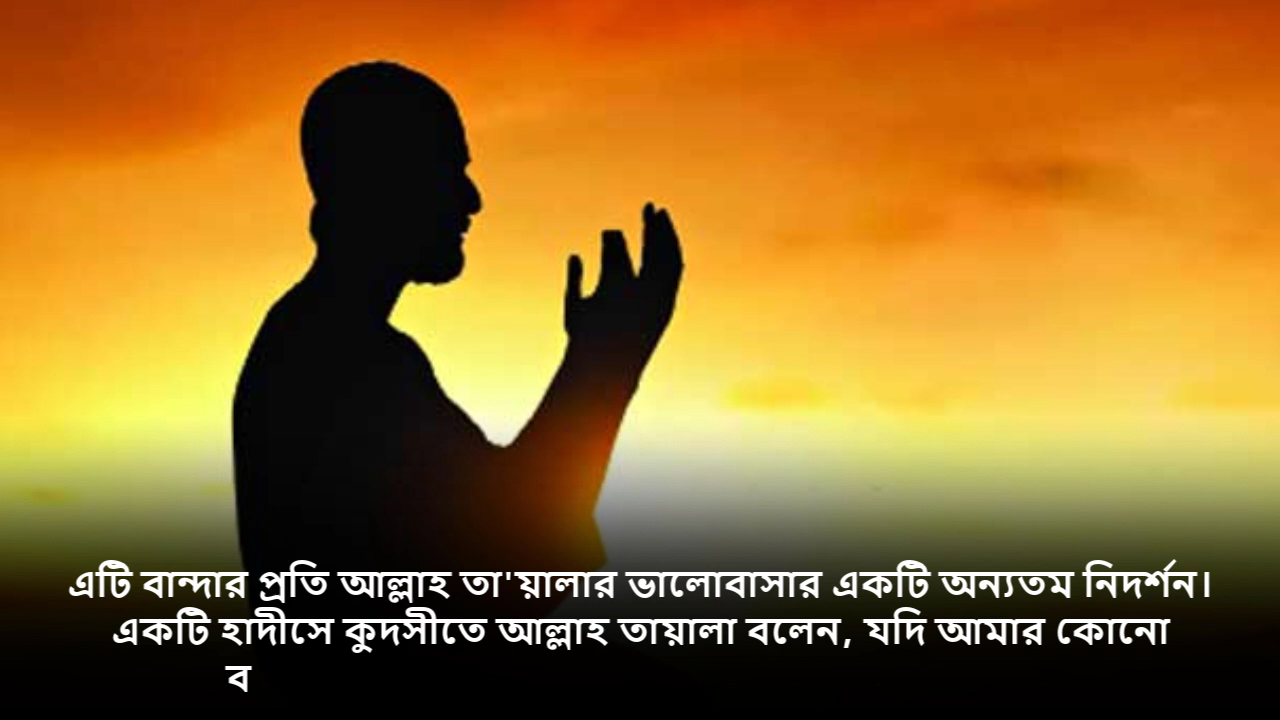 এটি বান্দার প্রতি আল্লাহ তা'য়ালার ভালোবাসার একটি অন্যতম নিদর্শন।
একটি হাদীসে কুদসীতে আল্লাহ তায়ালা বলেন, যদি আমার কোনো
ব